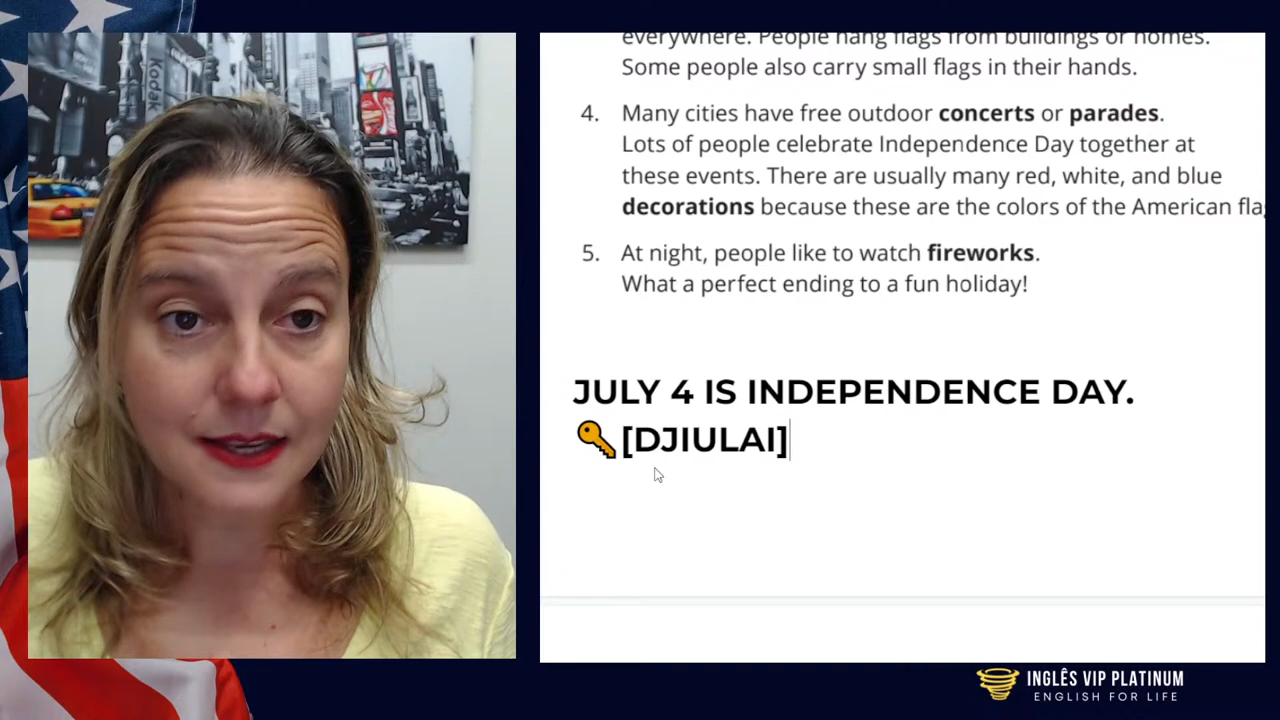 Kodak
everywhere. People hang flags from buildings or homes.
Some people also carry small flags in their hands.
4. Many cities have free outdoor concerts or parades.
Lots of people celebrate Independence Day together at
these events. There are usually many red, white, and blue
decorations because these are the colors of the American fla
5. At night, people like to watch fireworks.
What a perfect ending to a fun holiday!
JULY 4 IS INDEPENDENCE DAY.
[DJIULAI]
INGLÊS VIP PLATINUM
ENGLISH FOR LIFE